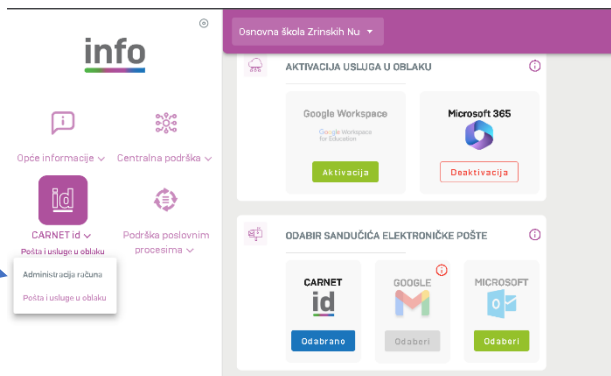 info
Opće informacije
Centralna podrška
id
CARNET id
Pošta i usluge u oblaku
Podrška poslovnim
procesima
Administracija računa
Pošta i usluge u oblaku
Osnovna škola Zrinskih Nu
AKTIVACIJA USLUGA U OBLAKU
Google Workspace
Google Workspace
for Education
Aktivacija
Microsoft 365
Deaktivacija
ODABIR SANDUČIĆA ELEKTRONIČKE POŠTE
CARNET
id
Odabrano
GOOGLE
Odaberi
MICROSOFT
Odaberi